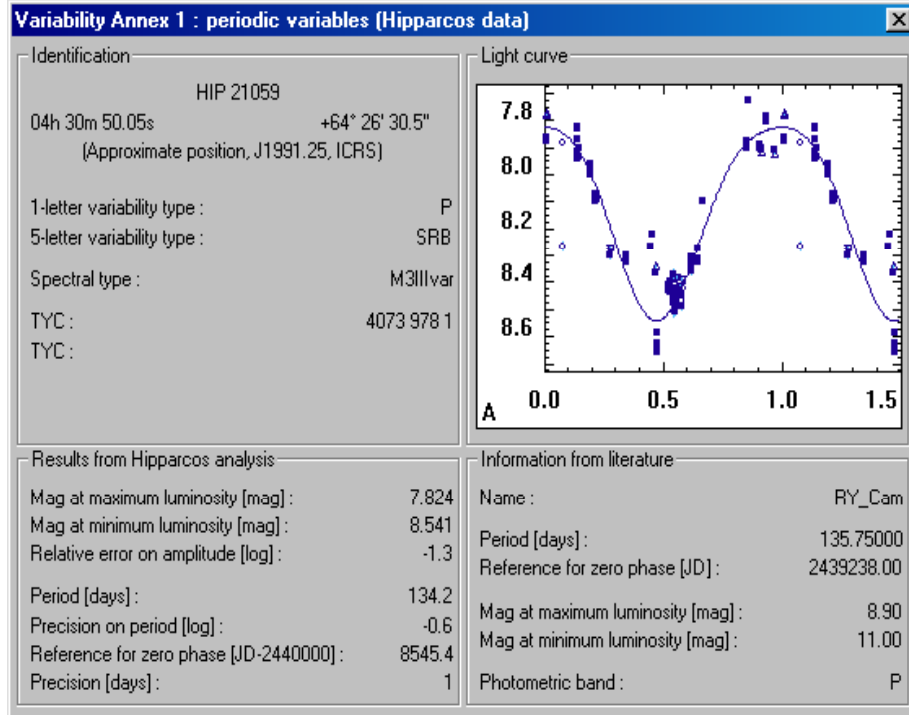 Variability Annex 1 : periodic variables (Hipparcos data)
Identification
HIP 21059
04h 30m 50.05s +64° 26' 30.5"
(Approximate position, J1991.25, ICRS)
1-letter variability type : P
5-letter variability type : SRB
Spectral type : M3IIIvar
TYC : 4073 978 1
TYC :
Light curve
7.8
8.0
8.2
8.4
8.6
0.0 0.5 1.0 1.5
A
Results from Hipparcos analysis
Mag at maximum luminosity [mag] : 7.824
Mag at minimum luminosity [mag] : 8.541
Relative error on amplitude [log] : -1.3
Period [days] : 134.2
Precision on period [log] : -0.6
Reference for zero phase [JD-2440000] : 8545.4
Precision [days] : 1
Information from literature
Name : RY_Cam
Period [days] : 135.75000
Reference for zero phase [JD] : 2439238.00
Mag at maximum luminosity [mag] : 8.90
Mag at minimum luminosity [mag] : 11.00
Photometric band : P